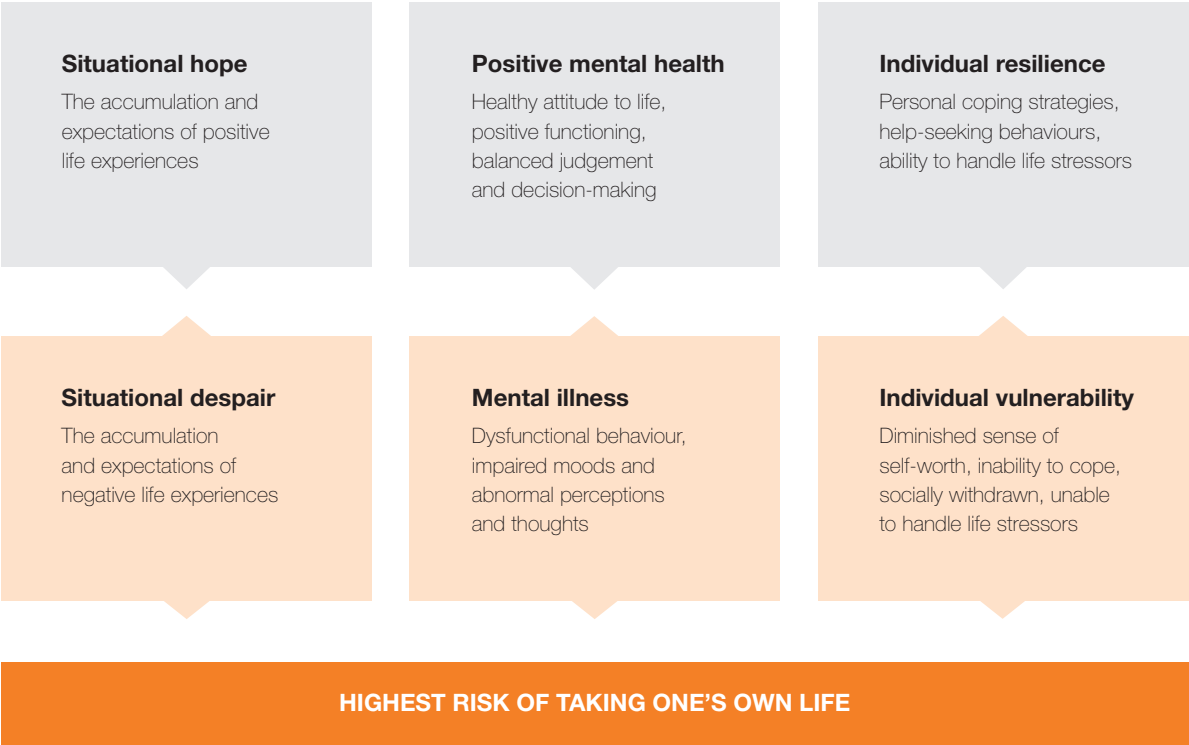 Situational hope
The accumulation and
expectations of positive
life experiences
Positive mental health
Healthy attitude to life,
positive functioning,
balanced judgement
and decision-making
Individual resilience
Personal coping strategies,
help-seeking behaviours,
ability to handle life stressors
Situational despair
The accumulation
and expectations of
negative life experiences
Mental illness
Dysfunctional behaviour,
impaired moods and
abnormal perceptions
and thoughts
Individual vulnerability
Diminished sense of
self-worth, inability to cope,
socially withdrawn, unable
to handle life stressors
HIGHEST RISK OF TAKING ONE’S OWN LIFE